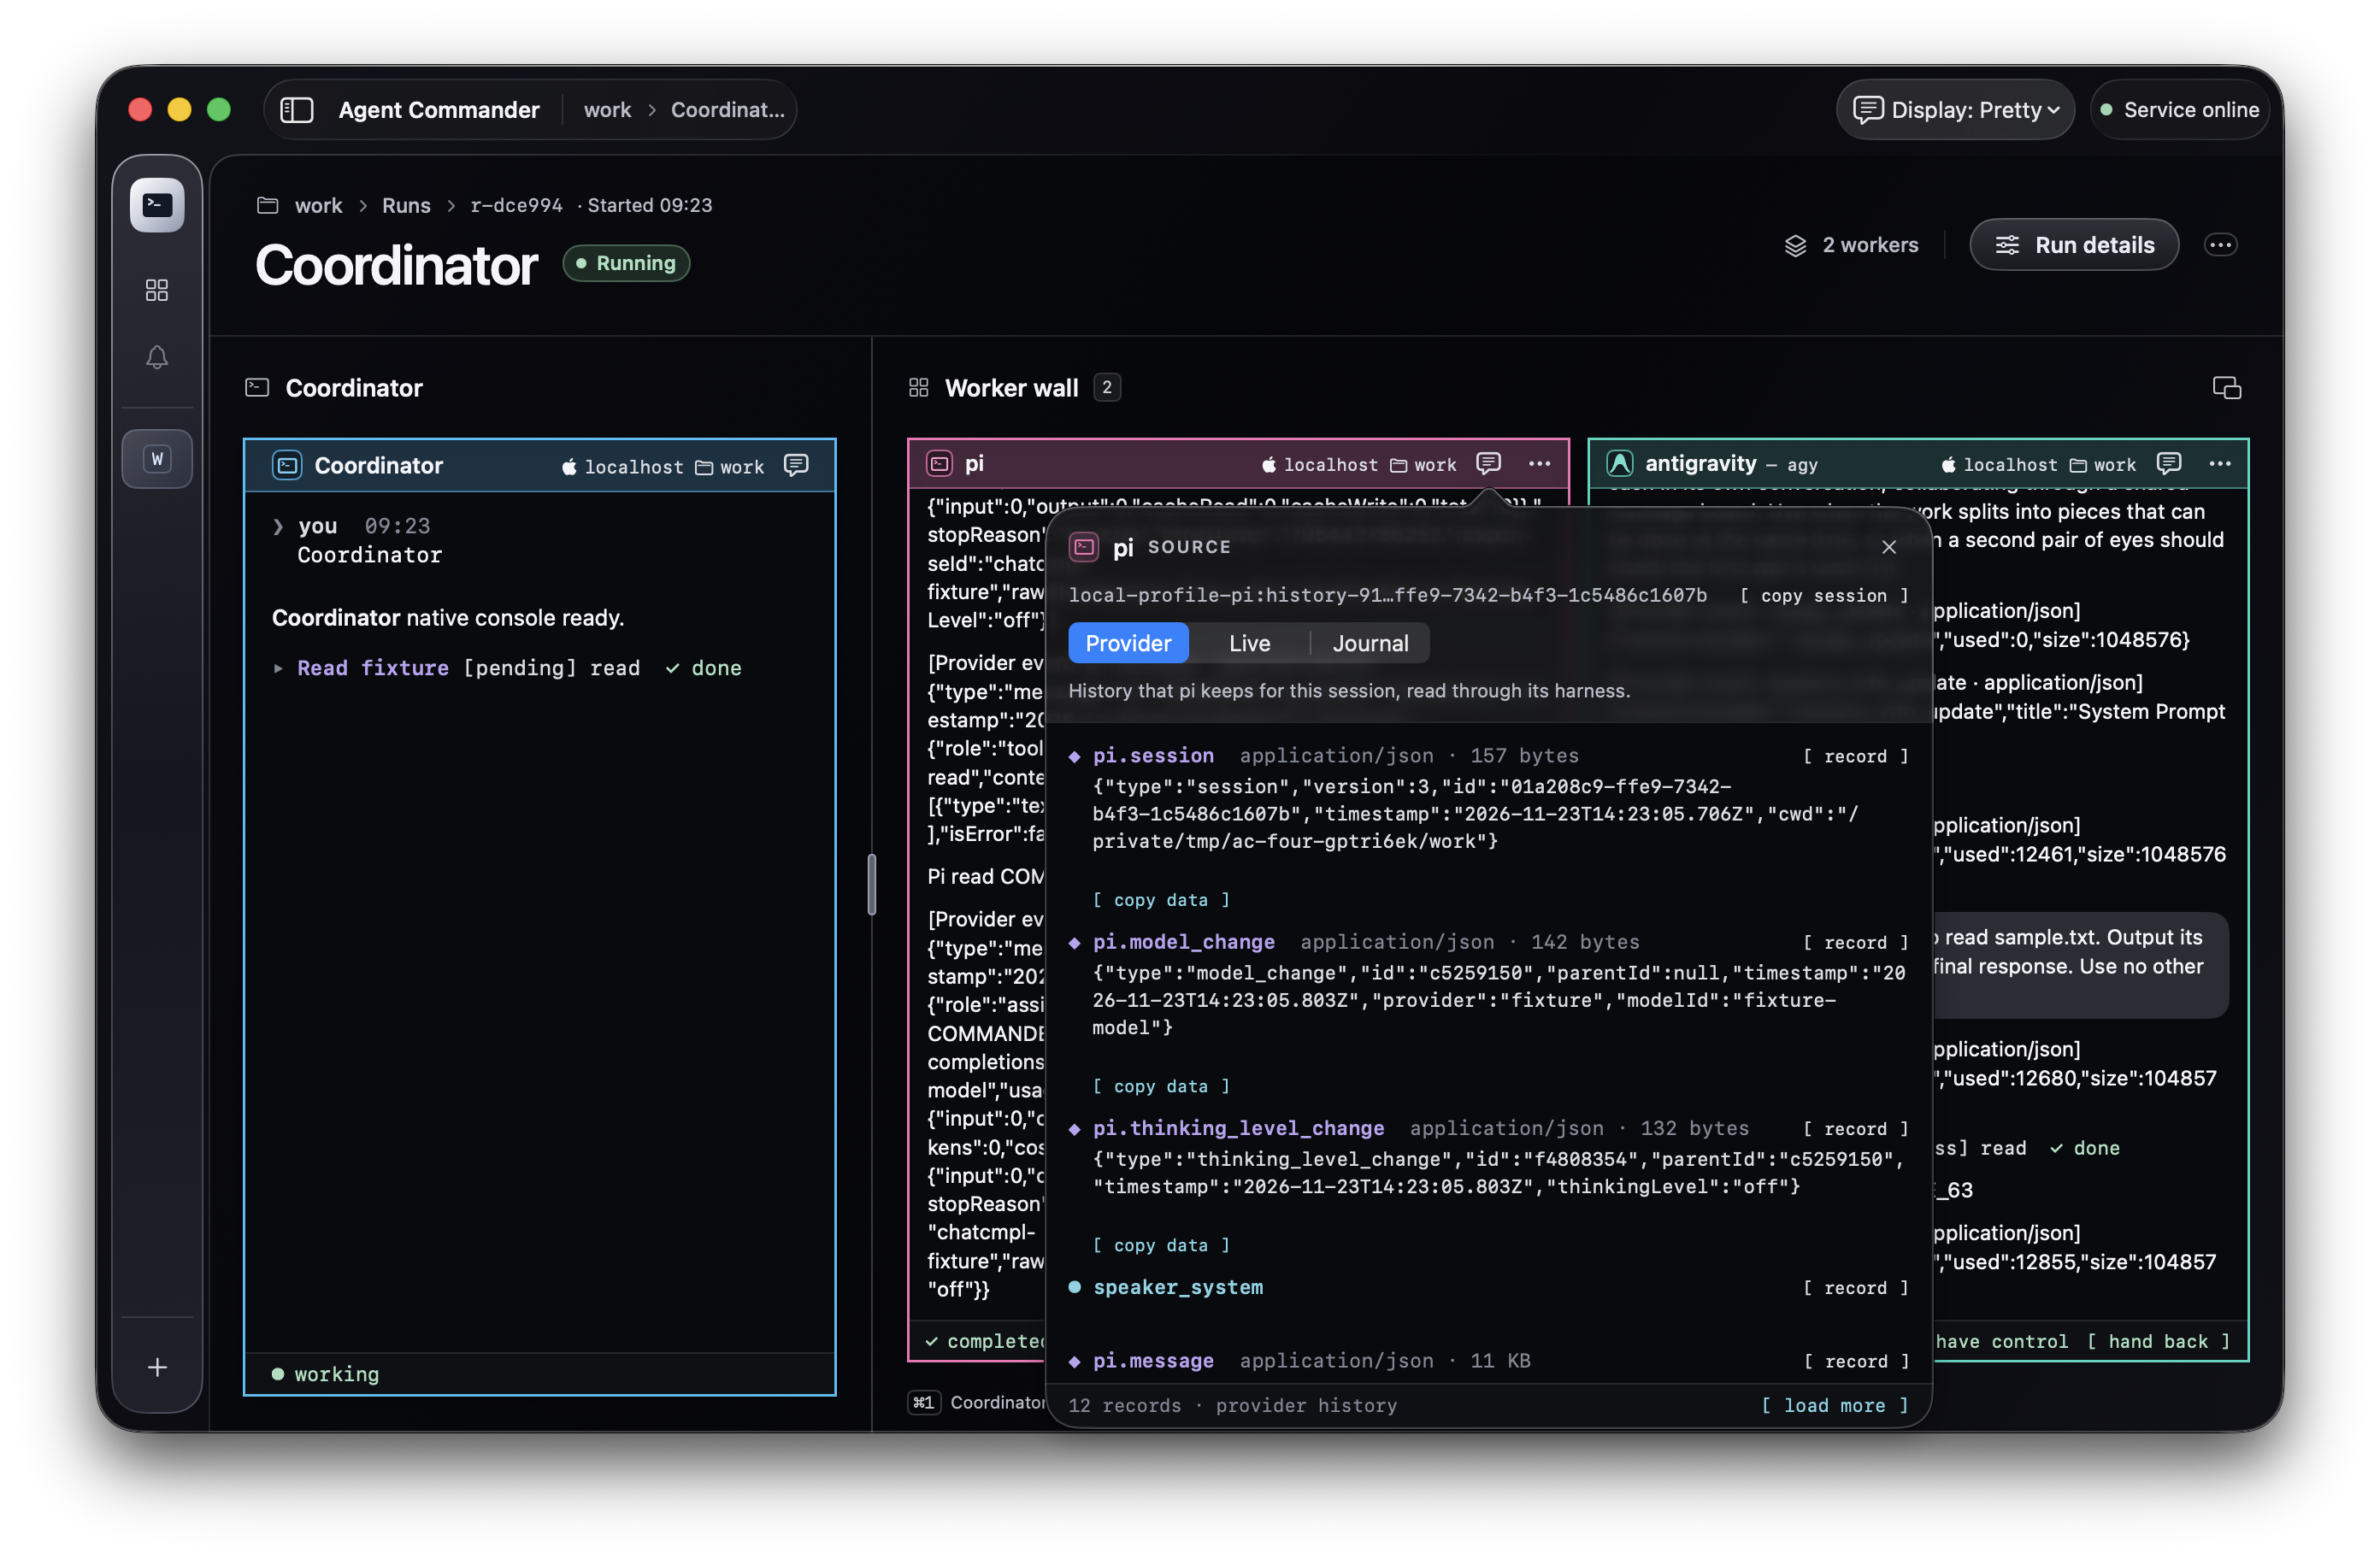 Agent Commander
work > Coordinat...
Display: Pretty
Service online
work > Runs > r-dce994 · Started 09:23
Coordinator
Running
2 workers
Run details
W
Coordinator
Worker wall 2
Coordinator
localhost work
❯ you 09:23
Coordinator
Coordinator native console ready.
▸ Read fixture [pending] read ✓ done
working
pi
localhost work
stopReason"
fixture","raw
Level":"off"}
[Provider ev
{"type":"me
estamp":"20
{"role":"tool
read","conte
[{"type":"tex
],"isError":fa
Pi read COM
[Provider ev
{"type":"me
stamp":"202
{"role":"assi
COMMANDE
completions
model","usa
{"input":0,"o
kens":0,"cos
{"input":0,"o
stopReason"
"chatcmpl-
fixture","raw
"off"}}
✓ completed
⌘1 Coordinator
pi SOURCE
local-profile-pi:history-91…ffe9-7342-b4f3-1c5486c1607b [ copy session ]
Provider Live Journal
History that pi keeps for this session, read through its harness.
pi.session application/json · 157 bytes [ record ]
{"type":"session","version":3,"id":"01a208c9-ffe9-7342-
b4f3-1c5486c1607b","timestamp":"2026-11-23T14:23:05.706Z","cwd":"/
private/tmp/ac-four-gptri6ek/work"}
[ copy data ]
pi.model_change application/json · 142 bytes [ record ]
{"type":"model_change","id":"c5259150","parentId":null,"timestamp":"20
26-11-23T14:23:05.803Z","provider":"fixture","modelId":"fixture-
model"}
[ copy data ]
pi.thinking_level_change application/json · 132 bytes [ record ]
{"type":"thinking_level_change","id":"f4808354","parentId":"c5259150",
"timestamp":"2026-11-23T14:23:05.803Z","thinkingLevel":"off"}
[ copy data ]
speaker_system [ record ]
pi.message application/json · 11 KB [ record ]
12 records · provider history [ load more ]
antigravity – agy
localhost work
ork splits into pieces that can
n a second pair of eyes should
pplication/json]
","used":0,"size":1048576}
date · application/json]
pdate","title":"System Prompt
pplication/json]
","used":12461,"size":1048576
o read sample.txt. Output its
final response. Use no other
pplication/json]
","used":12680,"size":104857
ss] read ✓ done
_63
pplication/json]
","used":12855,"size":104857
have control [ hand back ]